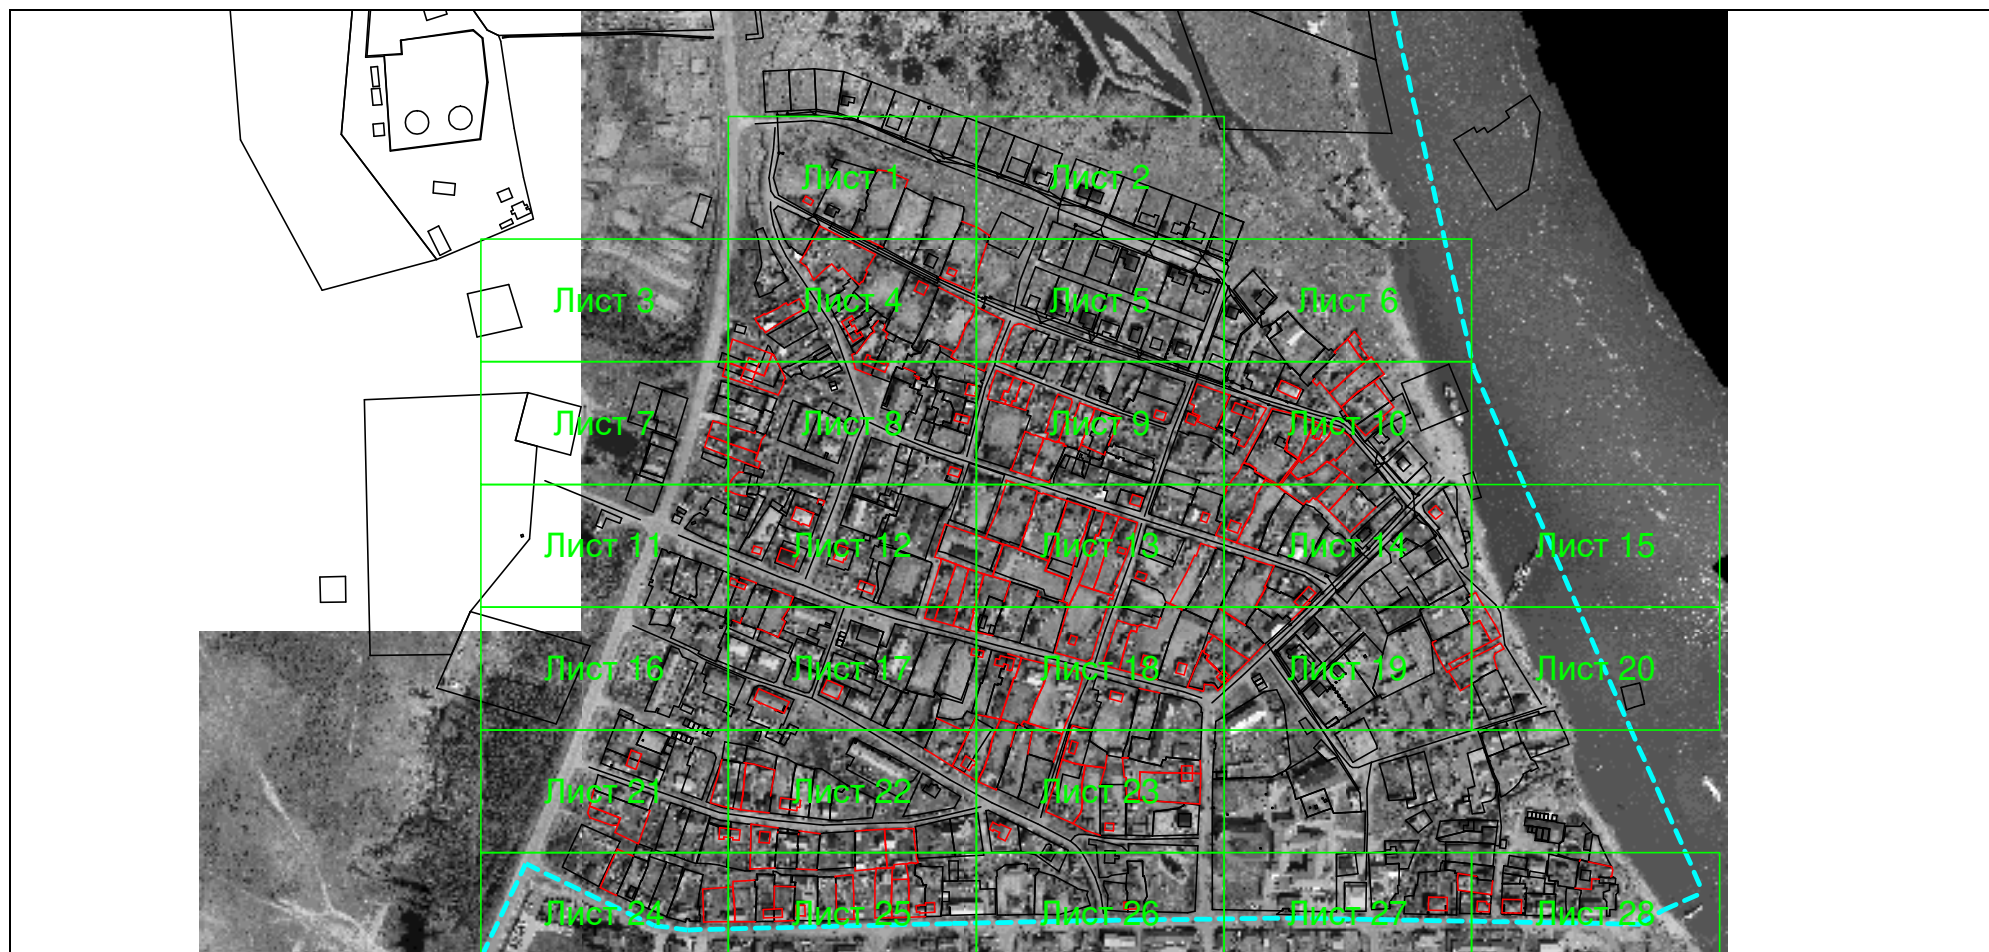 Лист 1
Лист 2
Лист 3
Лист 4
Лист 5
Лист 6
Лист 7
Лист 8
Лист 9
Лист 10
Лист 11
Лист 12
Лист 13
Лист 14
Лист 15
Лист 16
Лист 17
Лист 18
Лист 19
Лист 20
Лист 21
Лист 22
Лист 23
Лист 24
Лист 25
Лист 26
Лист 27
Лист 28